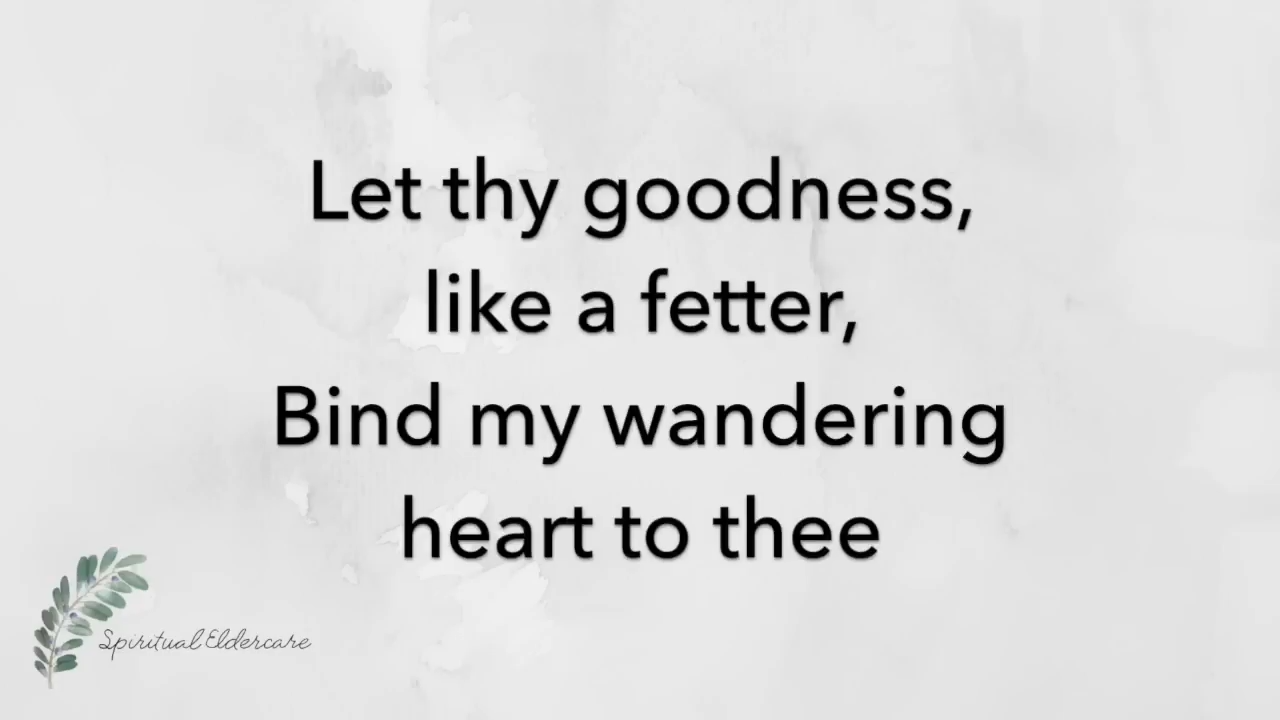 Let thy goodness,
like a fetter,
Bind my wandering
heart to thee
Spiritual Eldercare